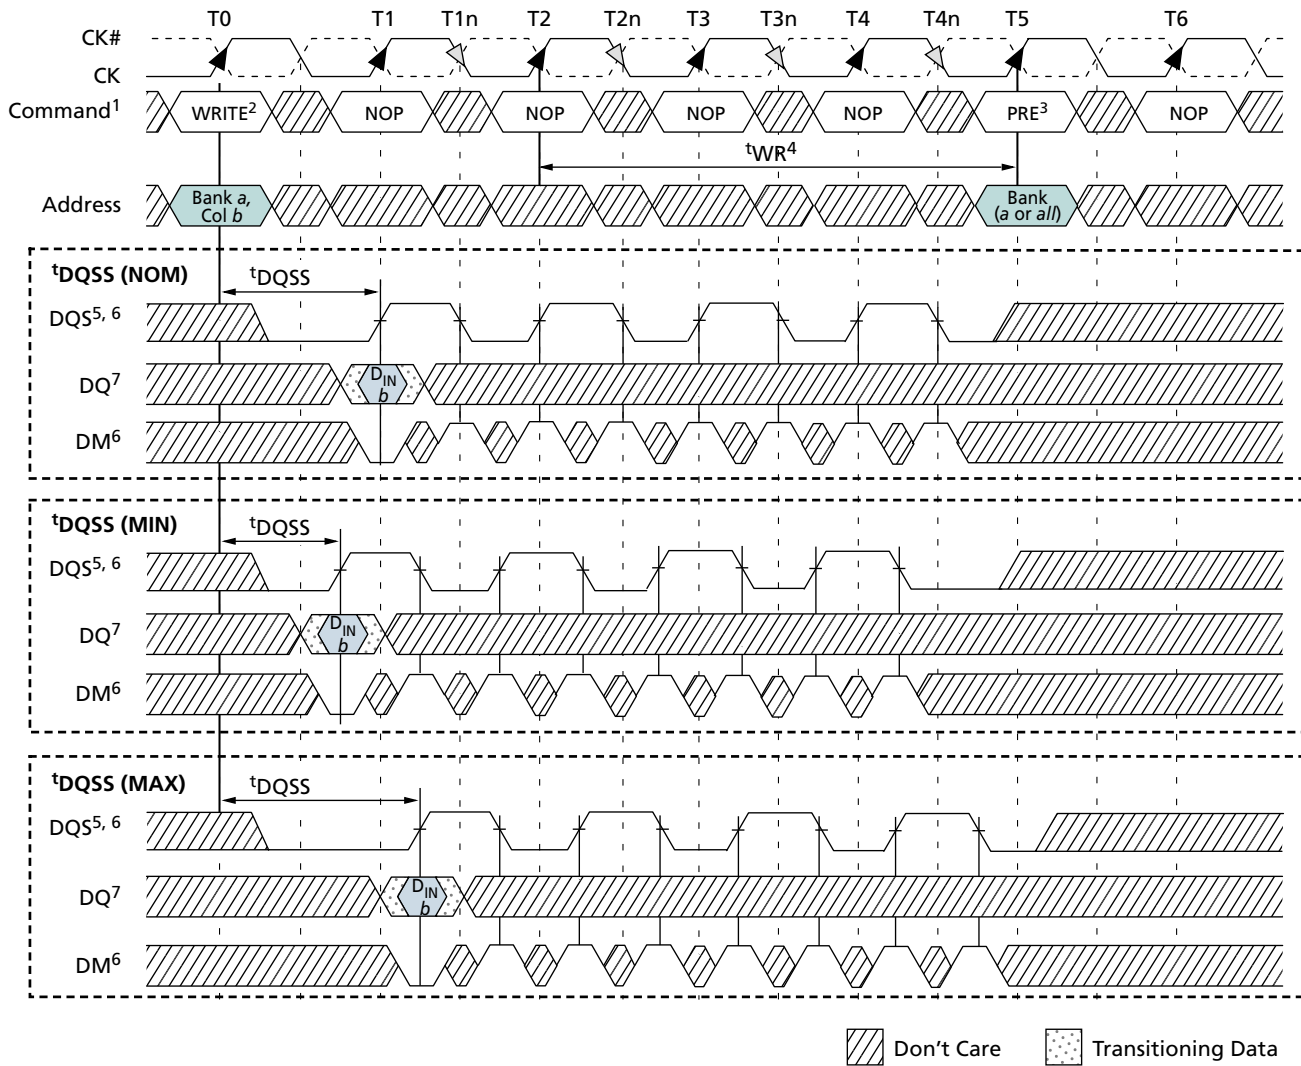 T0 T1 T1n T2 T2n T3 T3n T4 T4n T5 T6
CK#
CK
Command1 WRITE2 NOP NOP NOP NOP PRE3 NOP
tWR4
Address Bank a, Col b Bank (a or all)
tDQSS (NOM) tDQSS
DQS5, 6
DQ7 DIN b
DM6
tDQSS (MIN) tDQSS
DQS5, 6
DQ7 DIN b
DM6
tDQSS (MAX) tDQSS
DQS5, 6
DQ7 DIN b
DM6
Don't Care Transitioning Data